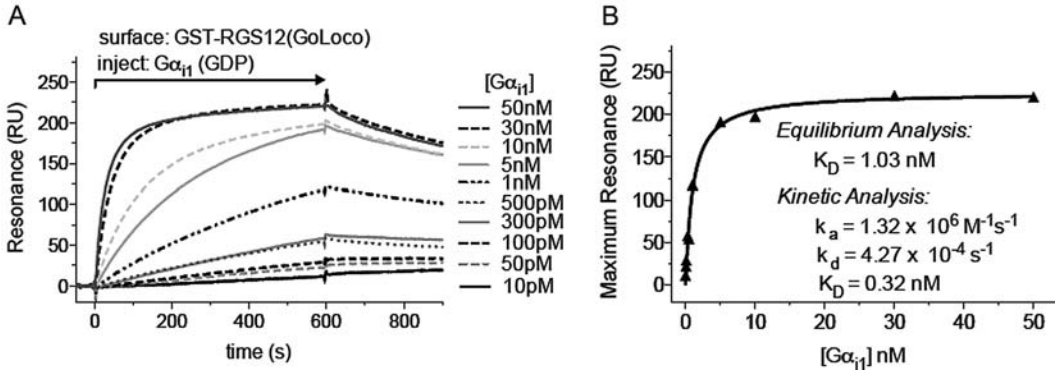 A
surface: GST-RGS12(GoLoco)
inject: Gαi1 (GDP)
[Gαi1]
250
200
150
100
50
0
Resonance (RU)
0 200 400 600 800
time (s)
50nM
30nM
10nM
5nM
1nM
500pM
300pM
100pM
50pM
10pM
B
Maximum Resonance (RU)
250
200
150
100
50
0
Equilibrium Analysis:
KD = 1.03 nM
Kinetic Analysis:
ka = 1.32 x 10⁶ M⁻¹s⁻¹
kd = 4.27 x 10⁻⁴ s⁻¹
KD = 0.32 nM
0 10 20 30 40 50
[Gαi1] nM